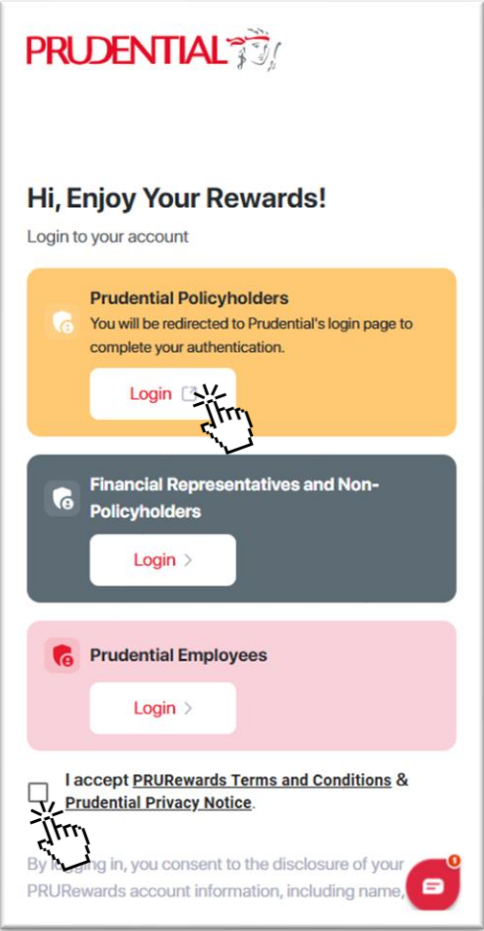 PRUDENTIAL
Hi, Enjoy Your Rewards!
Login to your account
Prudential Policyholders
You will be redirected to Prudential's login page to
complete your authentication.
Login
Financial Representatives and Non-
Policyholders
Login
Prudential Employees
Login
I accept PRURewards Terms and Conditions &
Prudential Privacy Notice.
By logging in, you consent to the disclosure of your
PRURewards account information, including name,
1